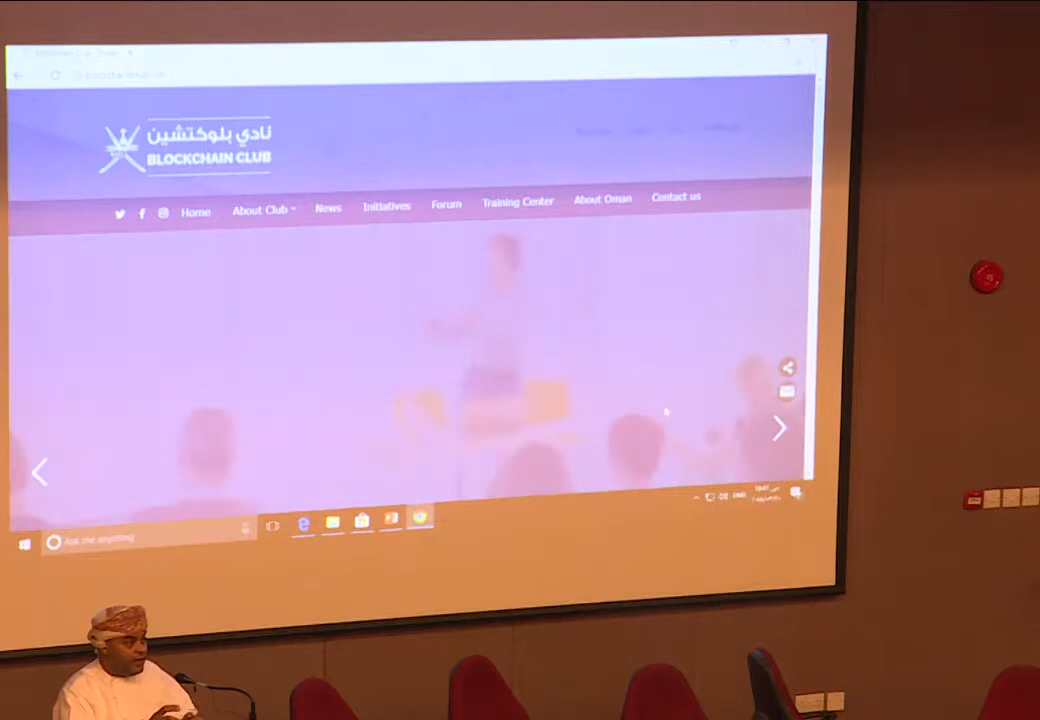 نادي بلوكتشين
BLOCKCHAIN CLUB
Home About Club News Initiatives Forum Training Center About Oman Contact us
Ask me anything
ENG